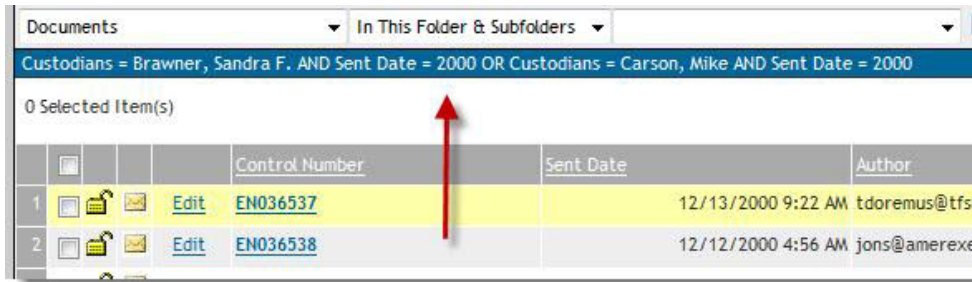 Documents In This Folder & Subfolders
Custodians = Brawner, Sandra F. AND Sent Date = 2000 OR Custodians = Carson, Mike AND Sent Date = 2000
0 Selected Item(s)
Control Number Sent Date Author
1 Edit EN036537 12/13/2000 9:22 AM tdoremus@tfs
2 Edit EN036538 12/12/2000 4:56 AM jons@amerexe